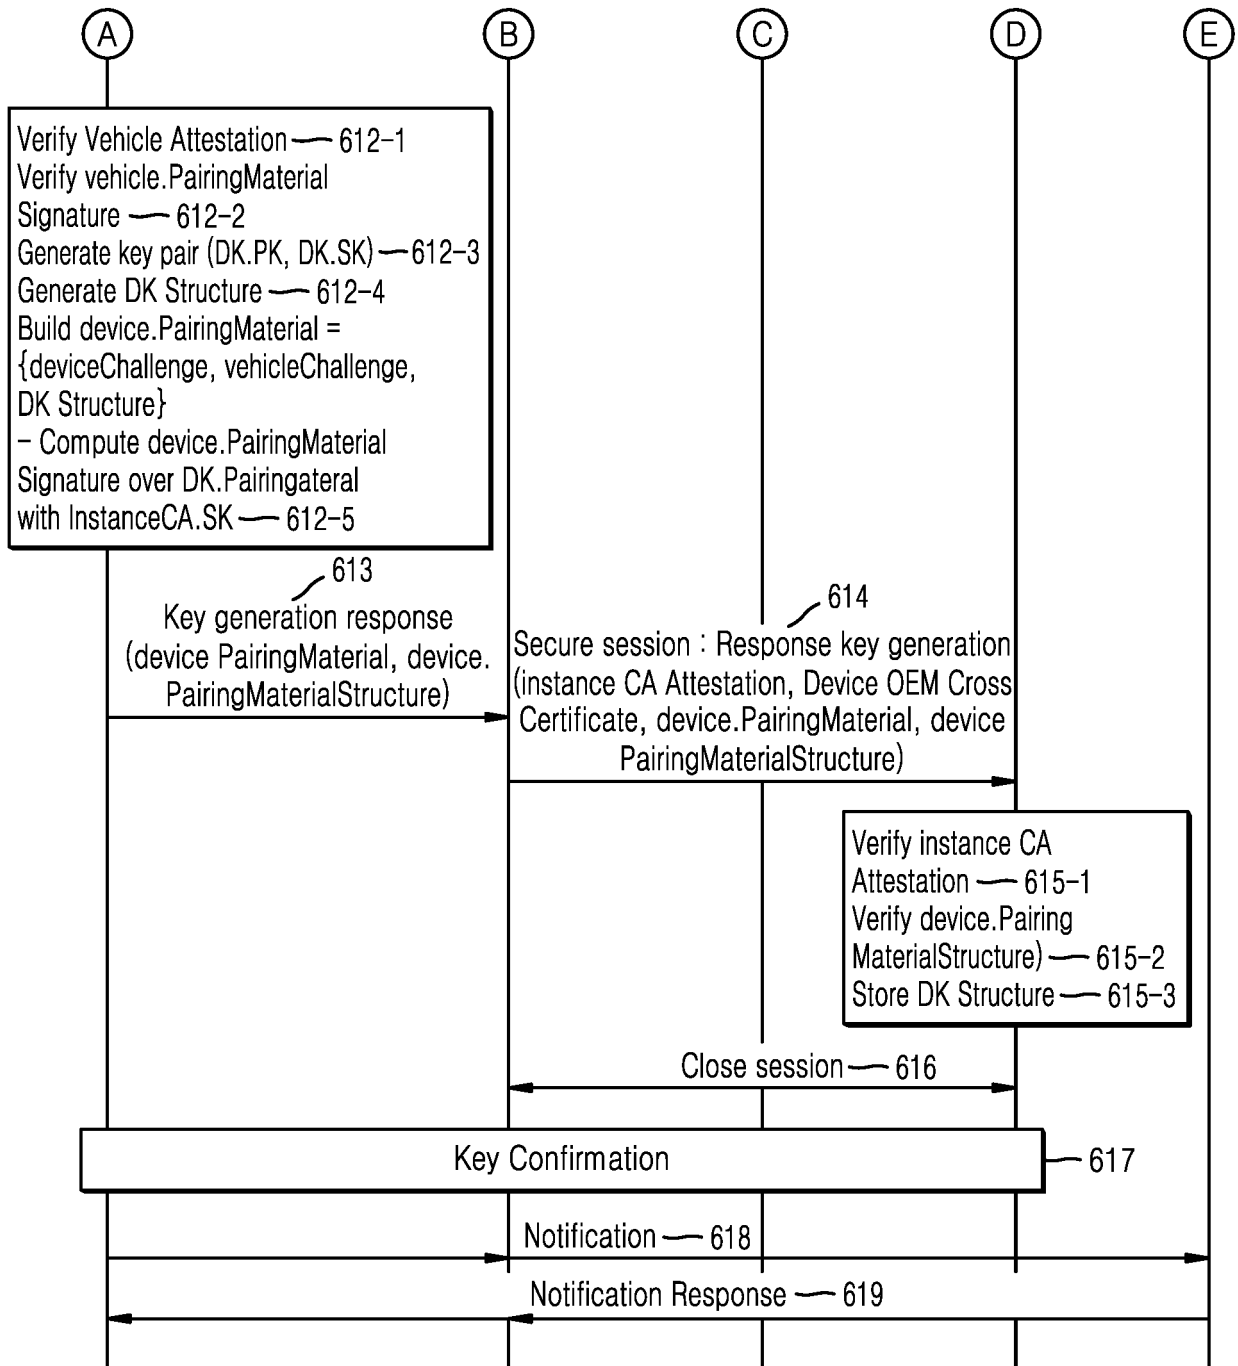 A B C D E
Verify Vehicle Attestation 612-1
Verify vehicle.PairingMaterial
Signature 612-2
Generate key pair (DK.PK, DK.SK) 612-3
Generate DK Structure 612-4
Build device.PairingMaterial =
{deviceChallenge, vehicleChallenge,
DK Structure}
- Compute device.PairingMaterial
Signature over DK.Pairingateral
with InstanceCA.SK 612-5
613
Key generation response
(device PairingMaterial, device.
PairingMaterialStructure)
614
Secure session : Response key generation
(instance CA Attestation, Device OEM Cross
Certificate, device.PairingMaterial, device
PairingMaterialStructure)
Verify instance CA
Attestation 615-1
Verify device.Pairing
MaterialStructure) 615-2
Store DK Structure 615-3
Close session 616
Key Confirmation 617
Notification 618
Notification Response 619